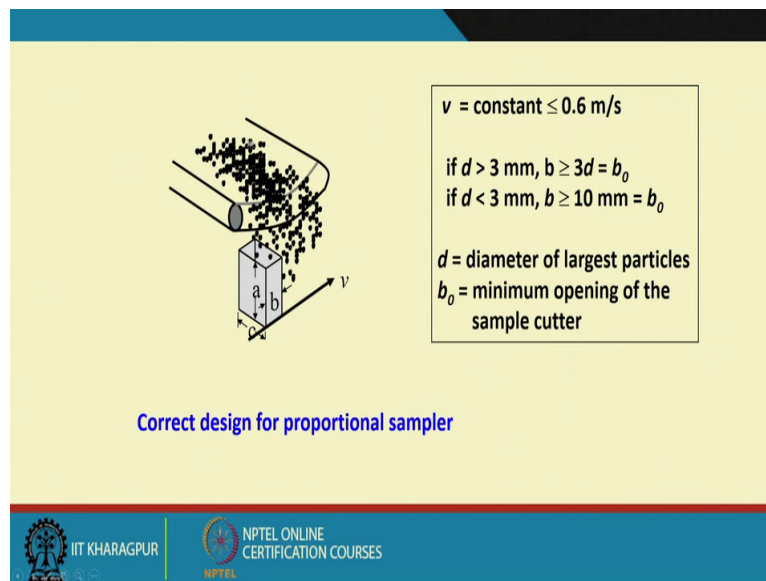 v = constant ≤ 0.6 m/s
if d > 3 mm, b ≥ 3d = b₀
if d < 3 mm, b ≥ 10 mm = b₀
d = diameter of largest particles
b₀ = minimum opening of the
sample cutter
a
b
c
v
Correct design for proportional sampler
IIT KHARAGPUR
NPTEL
NPTEL ONLINE
CERTIFICATION COURSES